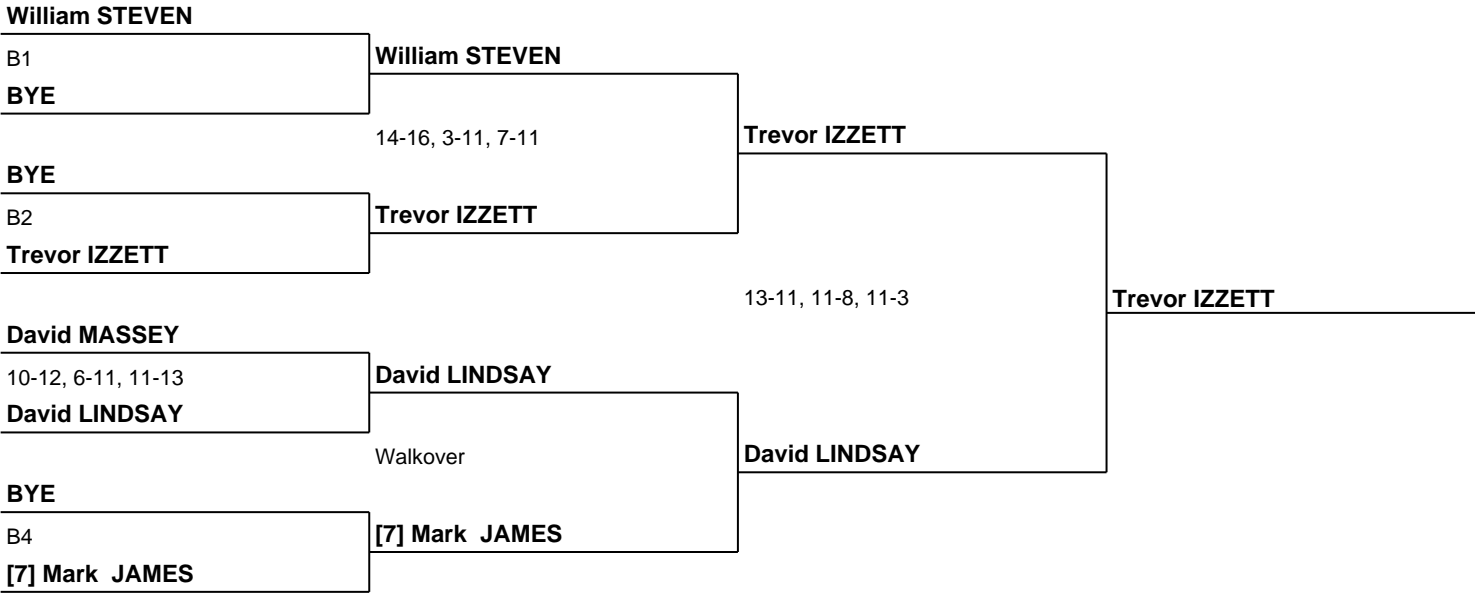 William STEVEN
B1
BYE
BYE
B2
Trevor IZZETT
David MASSEY
10-12, 6-11, 11-13
David LINDSAY
BYE
B4
[7] Mark  JAMES
William STEVEN
14-16, 3-11, 7-11
Trevor IZZETT
David LINDSAY
Walkover
[7] Mark  JAMES
Trevor IZZETT
13-11, 11-8, 11-3
David LINDSAY
Trevor IZZETT